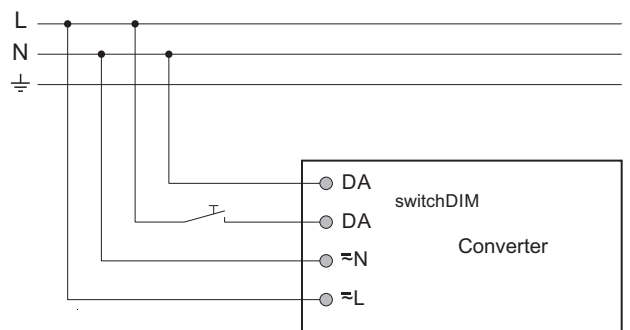 L
N
DA
switchDIM
DA
Converter
≂N
≂L